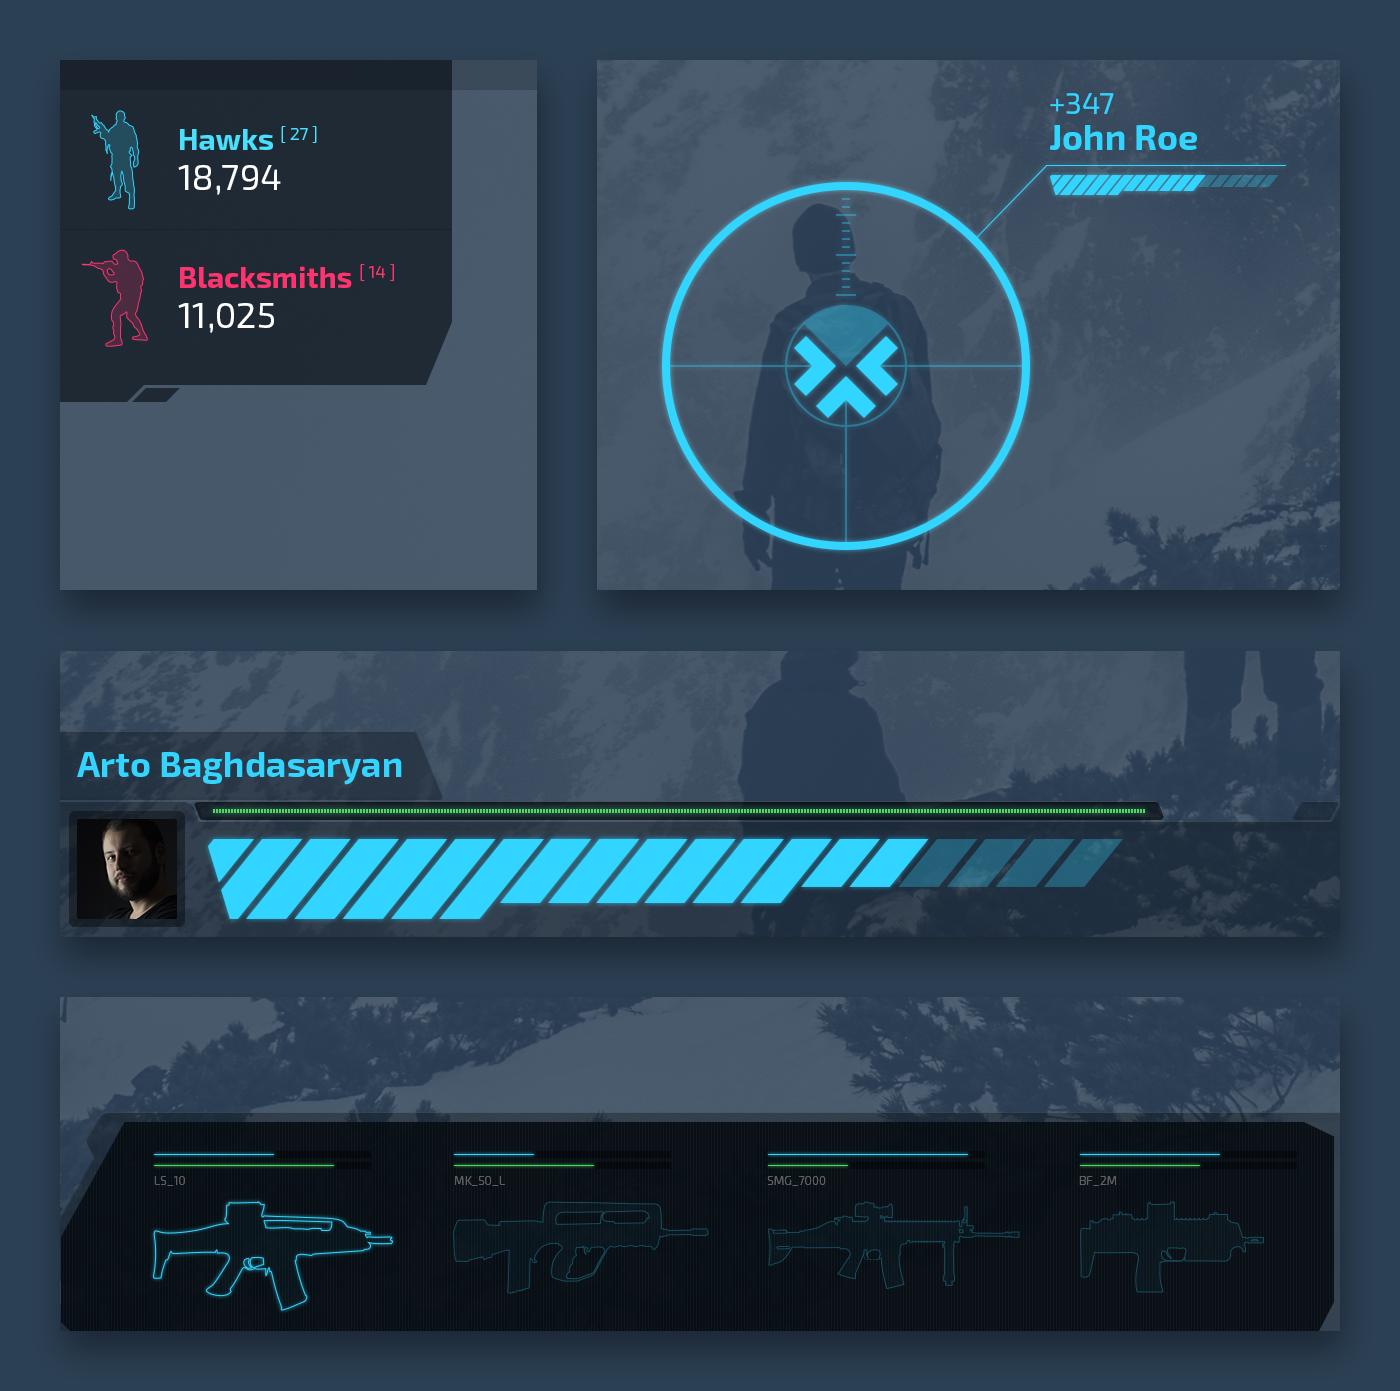 Hawks [ 27 ]
18,794
Blacksmiths [ 14 ]
11,025
+347
John Roe
Arto Baghdasaryan
LS_10
MK_50_L
SMG_7000
BF_2M